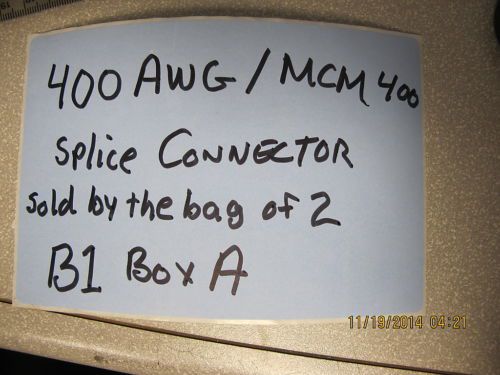 400 AWG / MCM 400
Splice CONNECTOR
sold by the bag of 2
B1 Box A
11/19/2014 04:21